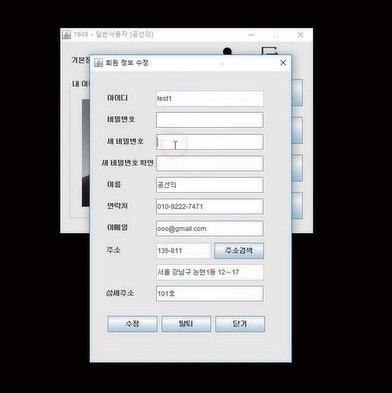 1949 - 일반사용자 [공선의]
기본정
내 이
회원 정보 수정
아이디 test1
비밀번호
새 비밀번호
새 비밀번호 확인
이름 공선의
연락처 010-9222-7471
이메일 ooo@gmail.com
주소 135-811 주소검색
서울 강남구 논현1동 12～17
상세주소 101호
수정 탈퇴 닫기